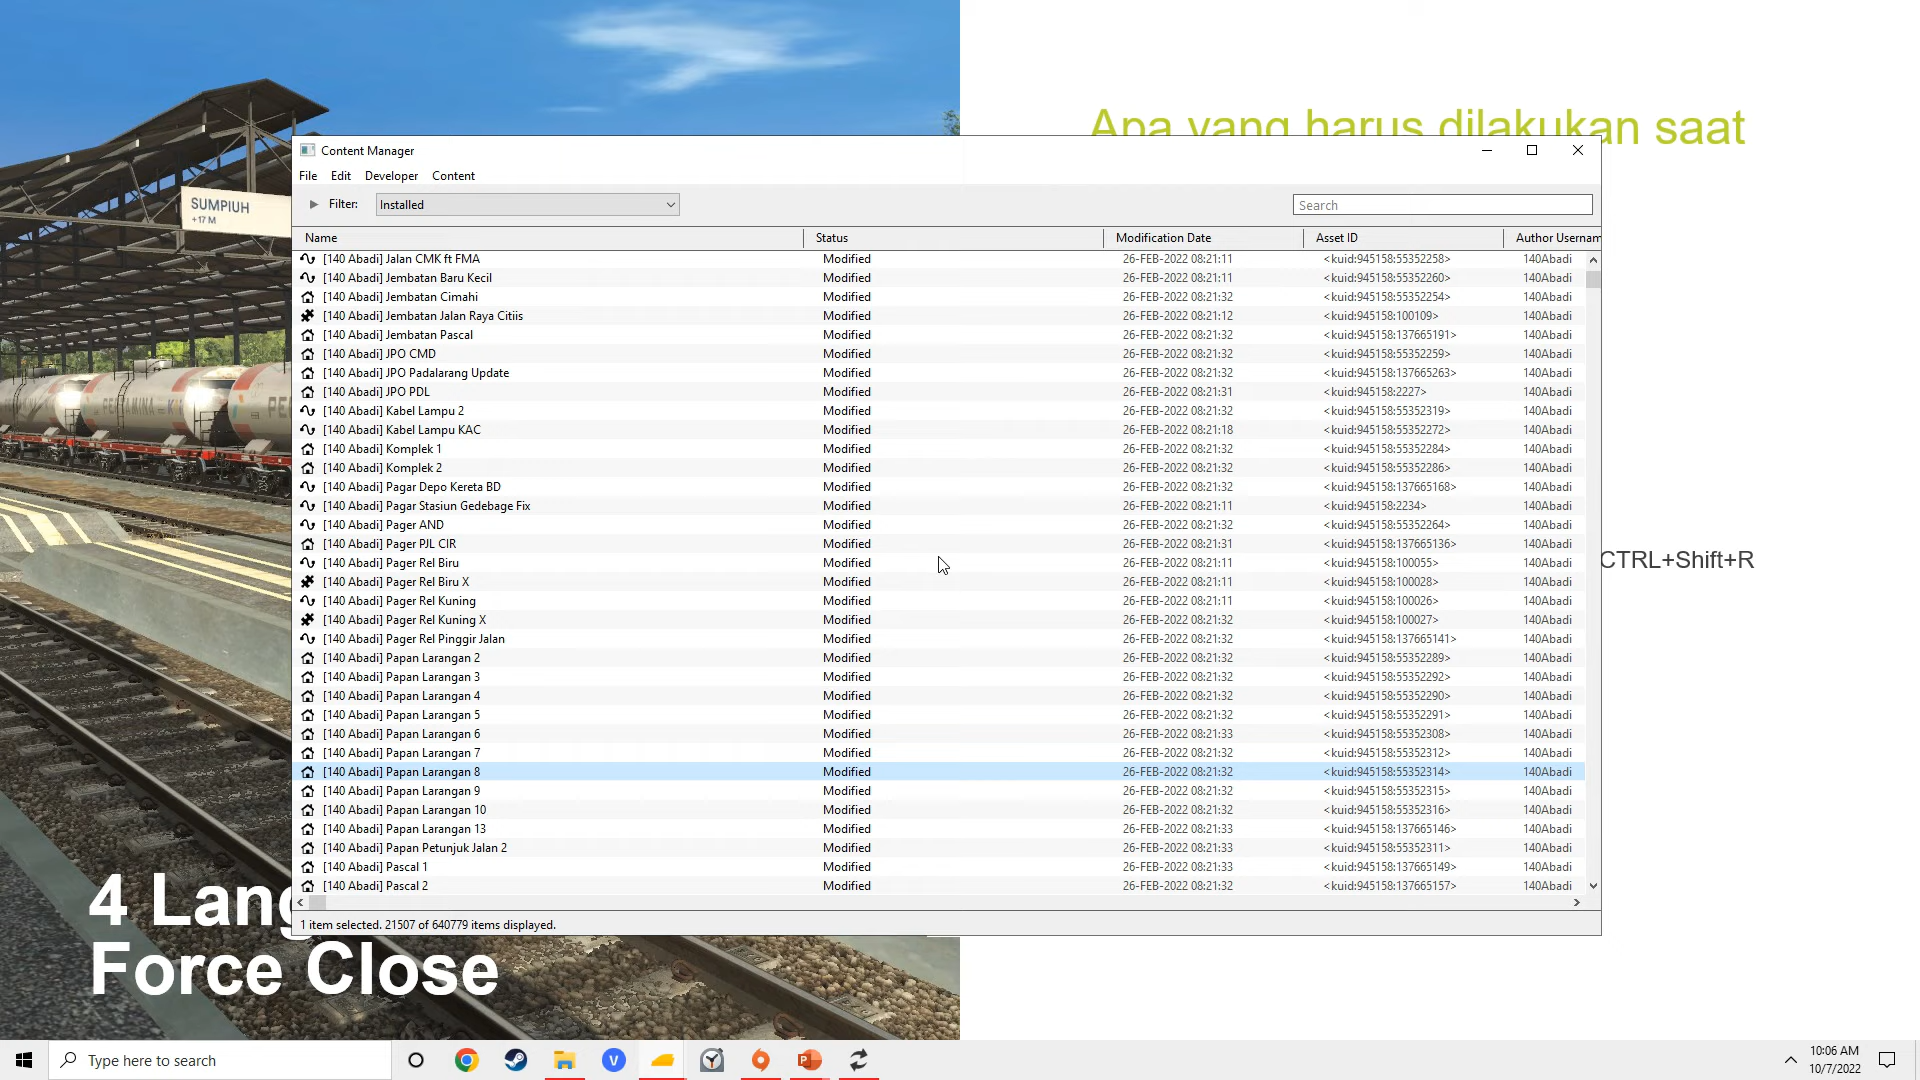 Apa yang harus dilakukan saat
SUMPIUH
+17 M
PERTAMINA
Content Manager
File Edit Developer Content
Filter: Installed Search
Name Status Modification Date Asset ID Author Usernam
[140 Abadi] Jalan CMK ft FMA Modified 26-FEB-2022 08:21:11 <kuid:945158:55352258> 140Abadi
[140 Abadi] Jembatan Baru Kecil Modified 26-FEB-2022 08:21:11 <kuid:945158:55352260> 140Abadi
[140 Abadi] Jembatan Cimahi Modified 26-FEB-2022 08:21:32 <kuid:945158:55352254> 140Abadi
[140 Abadi] Jembatan Jalan Raya Citiis Modified 26-FEB-2022 08:21:12 <kuid:945158:100109> 140Abadi
[140 Abadi] Jembatan Pascal Modified 26-FEB-2022 08:21:32 <kuid:945158:137665191> 140Abadi
[140 Abadi] JPO CMD Modified 26-FEB-2022 08:21:32 <kuid:945158:55352259> 140Abadi
[140 Abadi] JPO Padalarang Update Modified 26-FEB-2022 08:21:32 <kuid:945158:137665263> 140Abadi
[140 Abadi] JPO PDL Modified 26-FEB-2022 08:21:31 <kuid:945158:2227> 140Abadi
[140 Abadi] Kabel Lampu 2 Modified 26-FEB-2022 08:21:32 <kuid:945158:55352319> 140Abadi
[140 Abadi] Kabel Lampu KAC Modified 26-FEB-2022 08:21:18 <kuid:945158:55352272> 140Abadi
[140 Abadi] Komplek 1 Modified 26-FEB-2022 08:21:32 <kuid:945158:55352284> 140Abadi
[140 Abadi] Komplek 2 Modified 26-FEB-2022 08:21:32 <kuid:945158:55352286> 140Abadi
[140 Abadi] Pagar Depo Kereta BD Modified 26-FEB-2022 08:21:32 <kuid:945158:137665168> 140Abadi
[140 Abadi] Pagar Stasiun Gedebage Fix Modified 26-FEB-2022 08:21:11 <kuid:945158:2234> 140Abadi
[140 Abadi] Pager AND Modified 26-FEB-2022 08:21:32 <kuid:945158:55352264> 140Abadi
[140 Abadi] Pager PJL CIR Modified 26-FEB-2022 08:21:31 <kuid:945158:137665136> 140Abadi
[140 Abadi] Pager Rel Biru Modified 26-FEB-2022 08:21:11 <kuid:945158:100055> 140Abadi
CTRL+Shift+R
[140 Abadi] Pager Rel Biru X Modified 26-FEB-2022 08:21:11 <kuid:945158:100028> 140Abadi
[140 Abadi] Pager Rel Kuning Modified 26-FEB-2022 08:21:11 <kuid:945158:100026> 140Abadi
[140 Abadi] Pager Rel Kuning X Modified 26-FEB-2022 08:21:32 <kuid:945158:100027> 140Abadi
[140 Abadi] Pager Rel Pinggir Jalan Modified 26-FEB-2022 08:21:32 <kuid:945158:137665141> 140Abadi
[140 Abadi] Papan Larangan 2 Modified 26-FEB-2022 08:21:32 <kuid:945158:55352289> 140Abadi
[140 Abadi] Papan Larangan 3 Modified 26-FEB-2022 08:21:32 <kuid:945158:55352292> 140Abadi
[140 Abadi] Papan Larangan 4 Modified 26-FEB-2022 08:21:32 <kuid:945158:55352290> 140Abadi
[140 Abadi] Papan Larangan 5 Modified 26-FEB-2022 08:21:32 <kuid:945158:55352291> 140Abadi
[140 Abadi] Papan Larangan 6 Modified 26-FEB-2022 08:21:33 <kuid:945158:55352308> 140Abadi
[140 Abadi] Papan Larangan 7 Modified 26-FEB-2022 08:21:32 <kuid:945158:55352312> 140Abadi
[140 Abadi] Papan Larangan 8 Modified 26-FEB-2022 08:21:32 <kuid:945158:55352314> 140Abadi
[140 Abadi] Papan Larangan 9 Modified 26-FEB-2022 08:21:32 <kuid:945158:55352315> 140Abadi
[140 Abadi] Papan Larangan 10 Modified 26-FEB-2022 08:21:32 <kuid:945158:55352316> 140Abadi
[140 Abadi] Papan Larangan 13 Modified 26-FEB-2022 08:21:33 <kuid:945158:137665146> 140Abadi
[140 Abadi] Papan Petunjuk Jalan 2 Modified 26-FEB-2022 08:21:33 <kuid:945158:55352311> 140Abadi
[140 Abadi] Pascal 1 Modified 26-FEB-2022 08:21:33 <kuid:945158:137665149> 140Abadi
[140 Abadi] Pascal 2 Modified 26-FEB-2022 08:21:32 <kuid:945158:137665157> 140Abadi
1 item selected. 21507 of 640779 items displayed.
4 Lang
Force Close
Type here to search
10:06 AM
10/7/2022